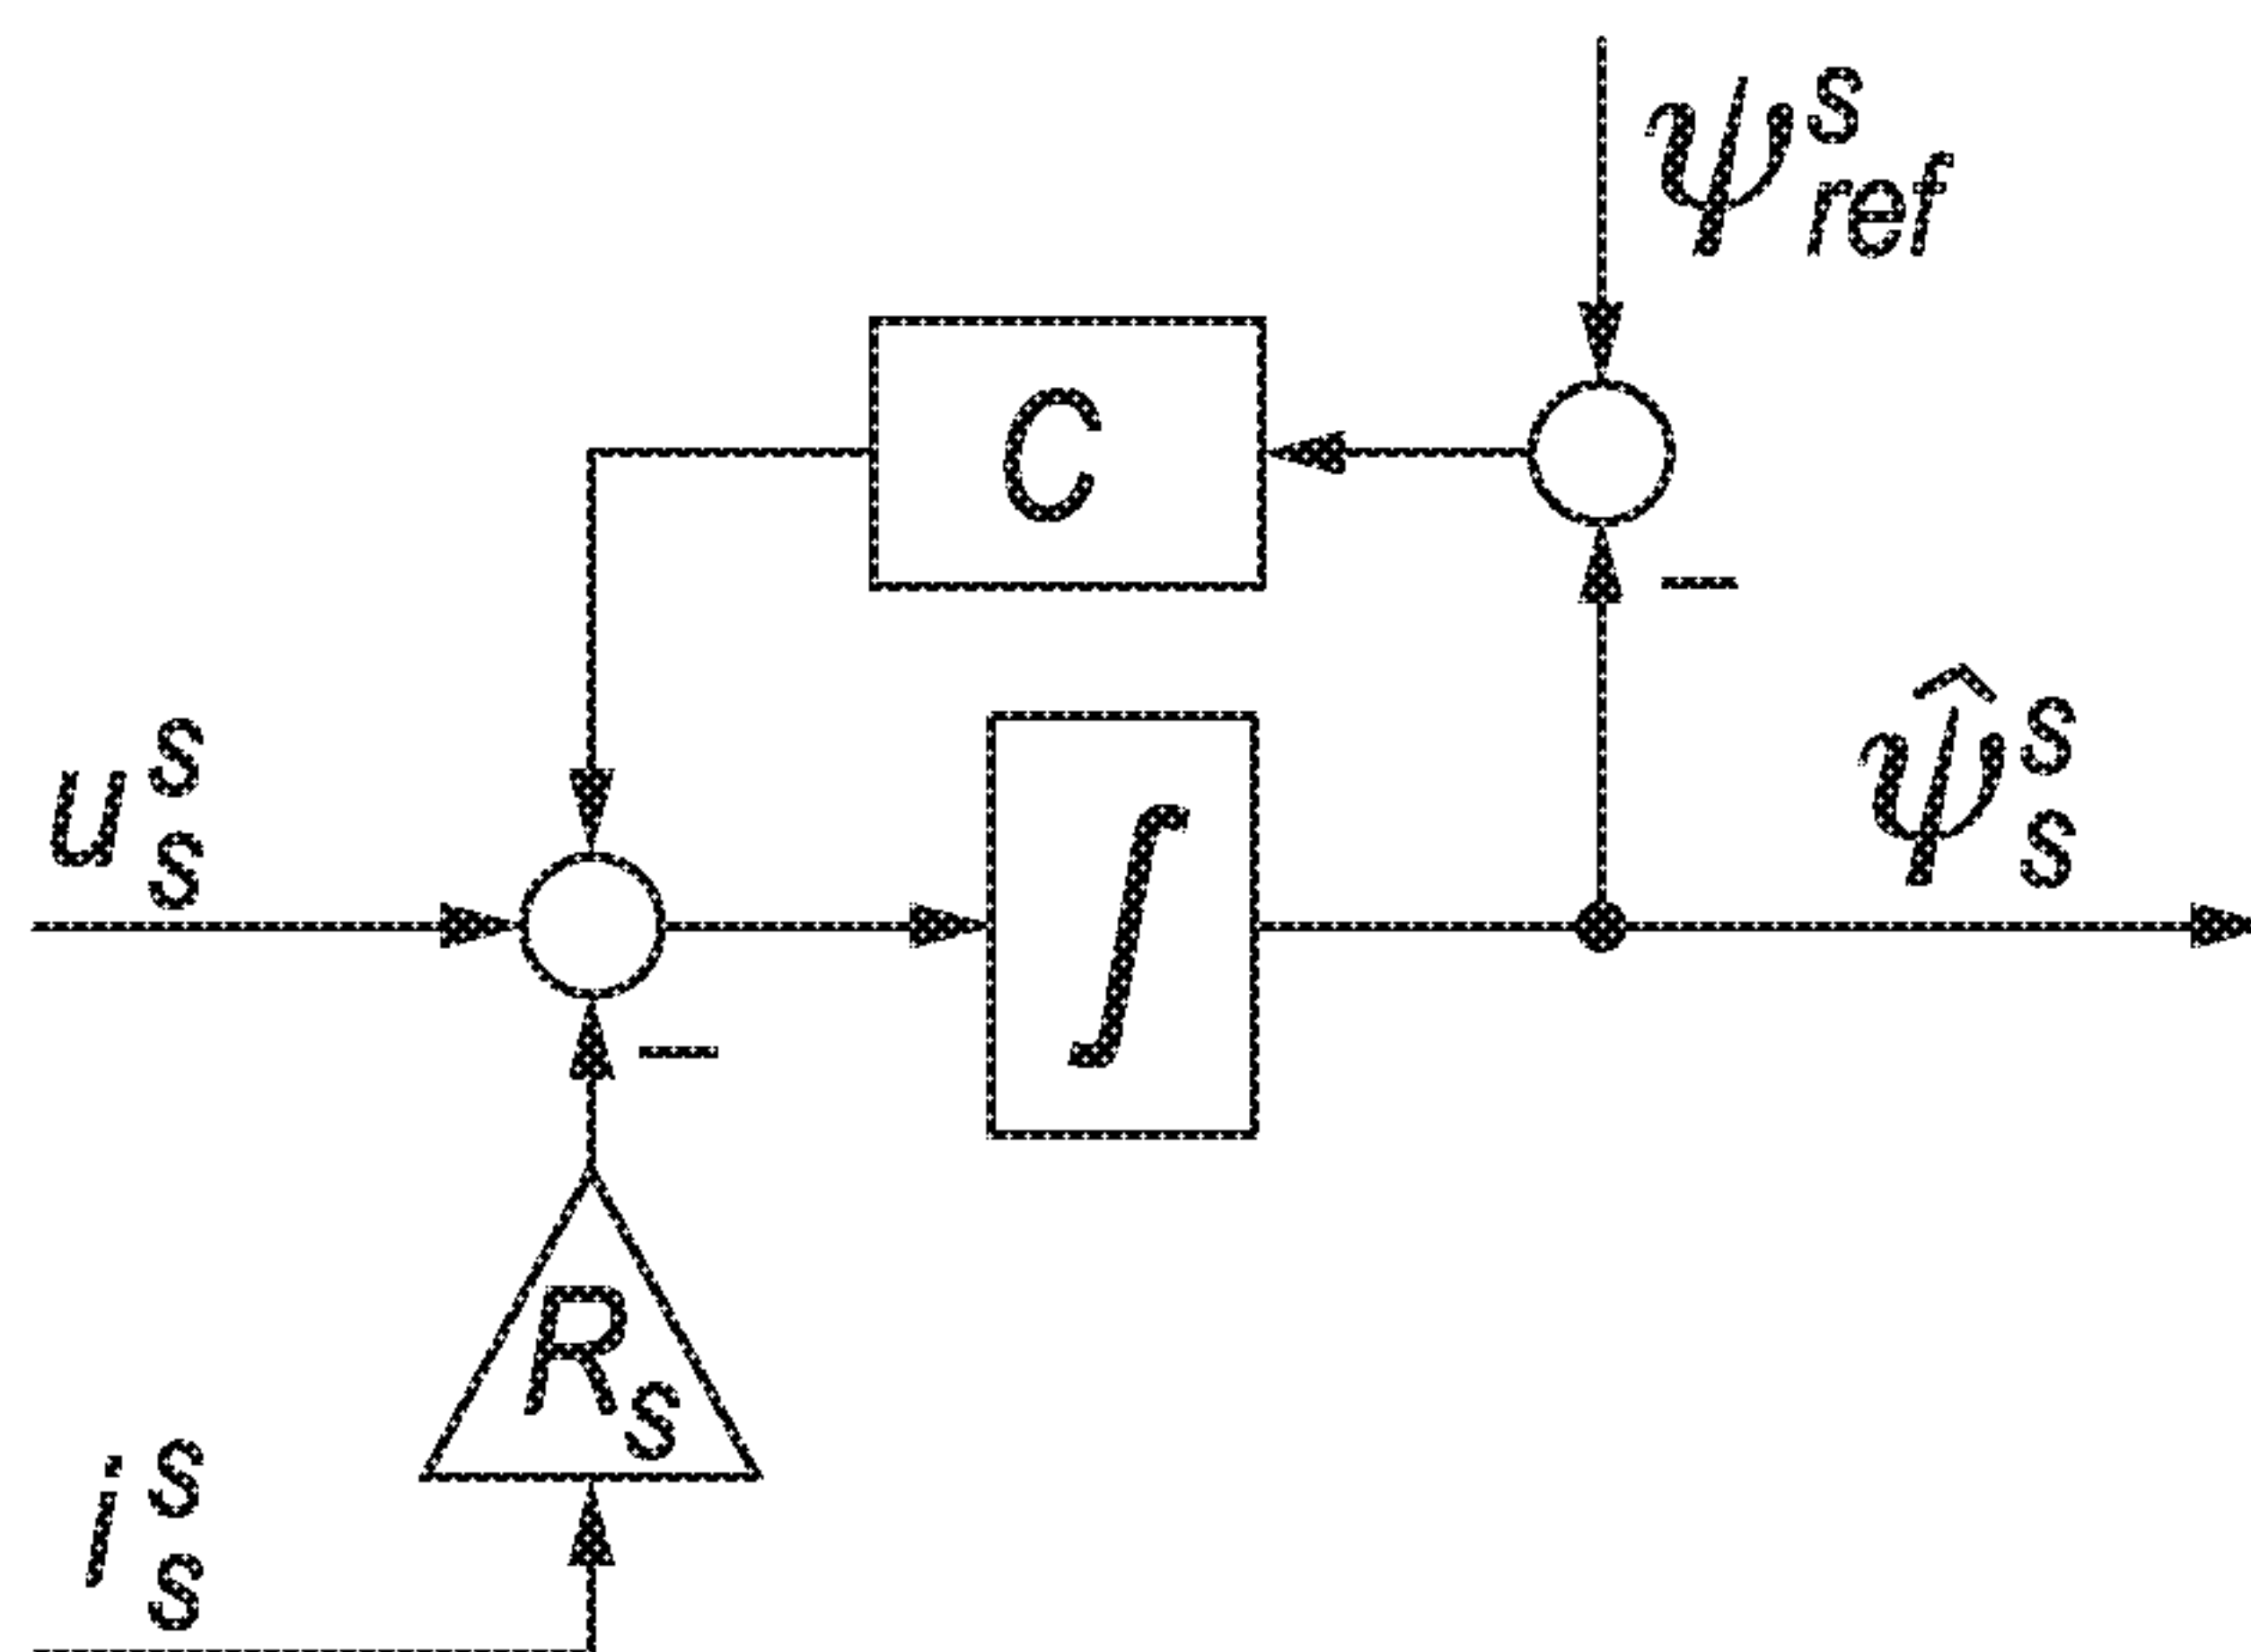 ψ^s_ref
C
ψ̂^s_s
u^s_s
∫
−
−
R_s
i^s_s